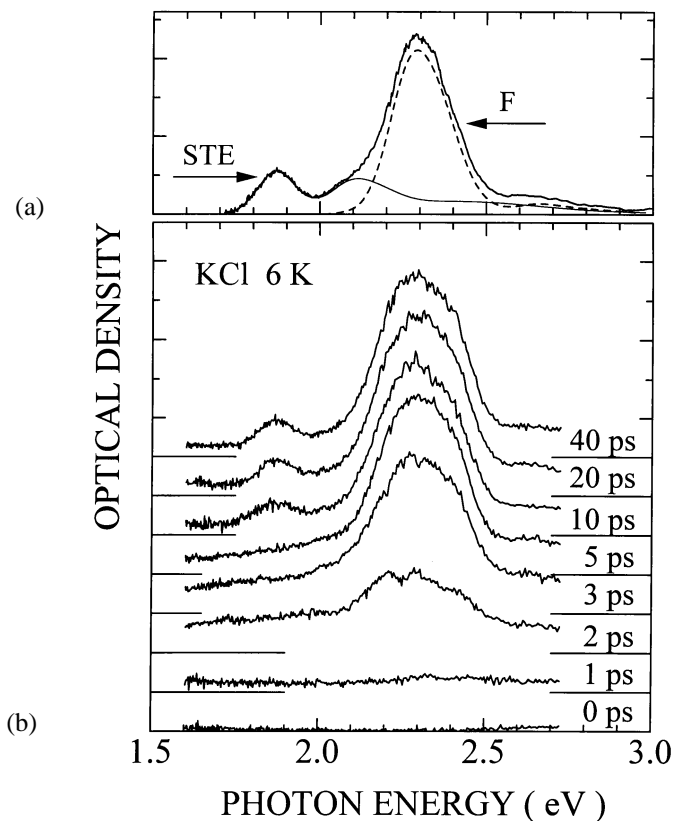 F
STE
(a)
OPTICAL DENSITY
KCl 6 K
40 ps
20 ps
10 ps
5 ps
3 ps
2 ps
1 ps
0 ps
(b)
1.5 2.0 2.5 3.0
PHOTON ENERGY ( eV )